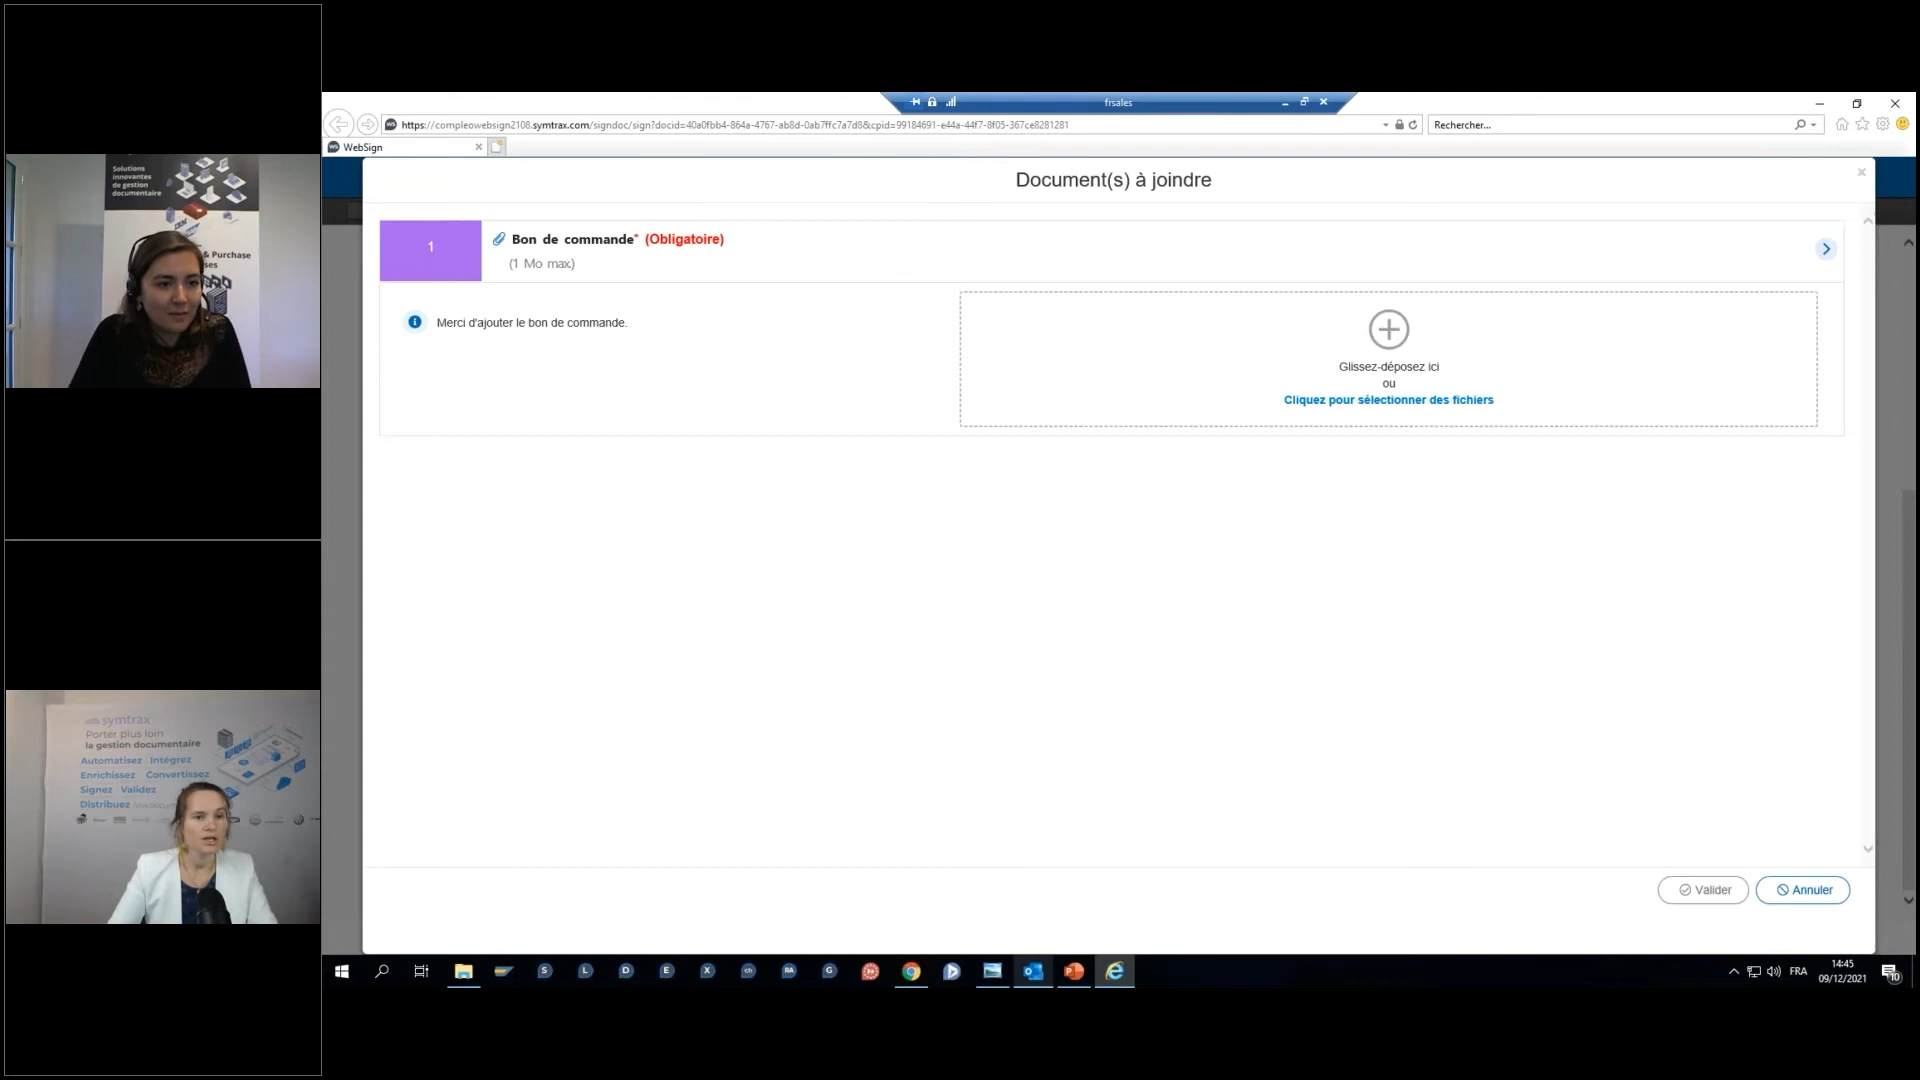 Solutions
innovantes
de gestion
documentaire
& Purchase
symtrax
Porter plus loin
la gestion documentaire
Automatisez Intégrez
Enrichissez Convertissez
Signez Validez
Distribuez
frsales
https://compleowebsign2108.symtrax.com/signdoc/sign?docid=40a0fbb4-864a-4767-ab8d-0ab7ffc7a7d8&cpid=99184691-e44a-44f7-8f05-367ce8281281
Rechercher...
WebSign
Document(s) à joindre
1
Bon de commande* (Obligatoire)
(1 Mo max.)
Merci d'ajouter le bon de commande.
Glissez-déposez ici
ou
Cliquez pour sélectionner des fichiers
Valider
Annuler
S L D E X ch RA G
FRA
14:45
09/12/2021
10